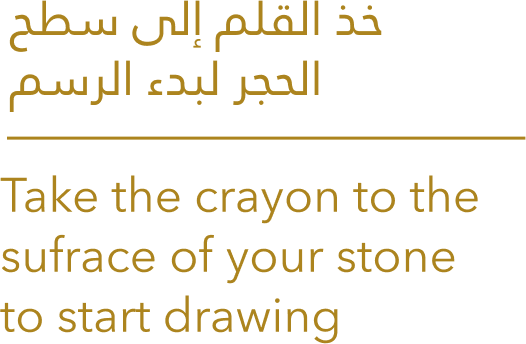 خذ القلم إلى سطح
الحجر لبدء الرسم
Take the crayon to the
sufrace of your stone
to start drawing